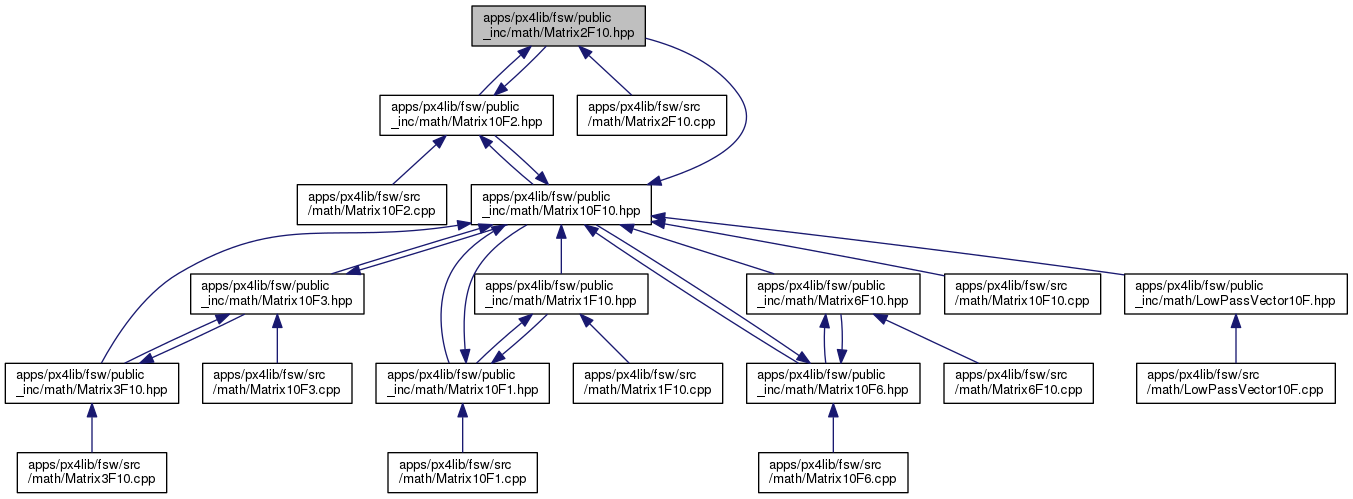 apps/px4lib/fsw/public
_inc/math/Matrix2F10.hpp
apps/px4lib/fsw/public
_inc/math/Matrix10F2.hpp
apps/px4lib/fsw/src
/math/Matrix2F10.cpp
apps/px4lib/fsw/src
/math/Matrix10F2.cpp
apps/px4lib/fsw/public
_inc/math/Matrix10F10.hpp
apps/px4lib/fsw/public
_inc/math/Matrix10F3.hpp
apps/px4lib/fsw/public
_inc/math/Matrix1F10.hpp
apps/px4lib/fsw/public
_inc/math/Matrix6F10.hpp
apps/px4lib/fsw/src
/math/Matrix10F10.cpp
apps/px4lib/fsw/public
_inc/math/LowPassVector10F.hpp
apps/px4lib/fsw/public
_inc/math/Matrix3F10.hpp
apps/px4lib/fsw/src
/math/Matrix10F3.cpp
apps/px4lib/fsw/public
_inc/math/Matrix10F1.hpp
apps/px4lib/fsw/src
/math/Matrix1F10.cpp
apps/px4lib/fsw/public
_inc/math/Matrix10F6.hpp
apps/px4lib/fsw/src
/math/Matrix6F10.cpp
apps/px4lib/fsw/src
/math/LowPassVector10F.cpp
apps/px4lib/fsw/src
/math/Matrix3F10.cpp
apps/px4lib/fsw/src
/math/Matrix10F1.cpp
apps/px4lib/fsw/src
/math/Matrix10F6.cpp